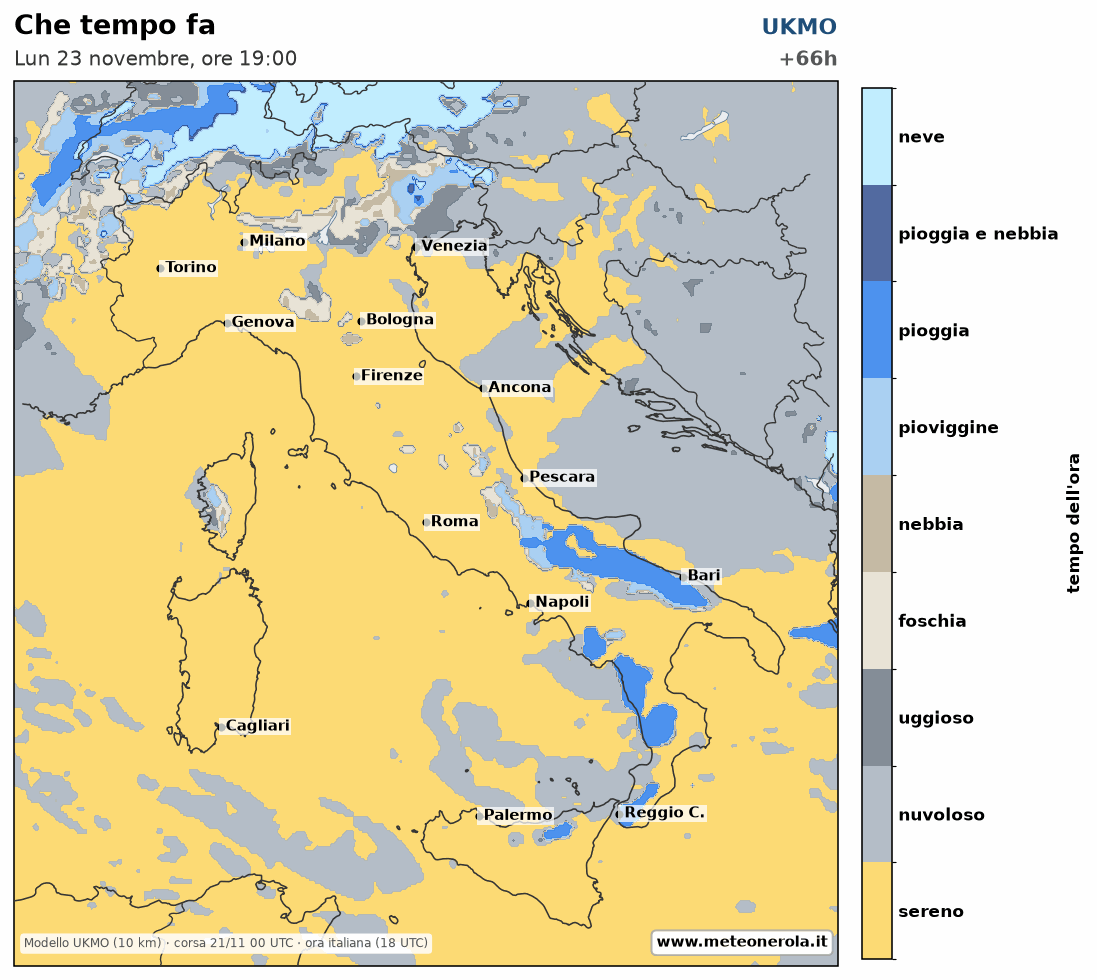 Che tempo fa
UKMO
Lun 23 novembre, ore 19:00
+66h
neve
pioggia e nebbia
pioggia
pioviggine
nebbia
foschia
uggioso
nuvoloso
sereno
tempo dell'ora
Milano
Venezia
Torino
Genova
Bologna
Firenze
Ancona
Pescara
Roma
Bari
Napoli
Cagliari
Palermo
Reggio C.
Modello UKMO (10 km) · corsa 21/11 00 UTC · ora italiana (18 UTC)
www.meteonerola.it